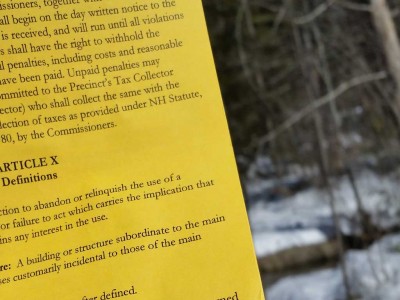 ssioners, together
all begin on the day written notice to the
is received, and will run until all violations
s shall have the right to withhold the
l penalties, including costs and reasonable
have been paid. Unpaid penalties may
ommitted to the Precinct's Tax Collector
ector) who shall collect the same with the
llection of taxes as provided under NH Statute,
80, by the Commissioners.
ARTICLE X
Definitions
ction to abandon or relinquish the use of a
or failure to act which carries the implication that
ins any interest in the use.
re: A building or structure subordinate to the main
ses customarily incidental to those of the main
after defined.